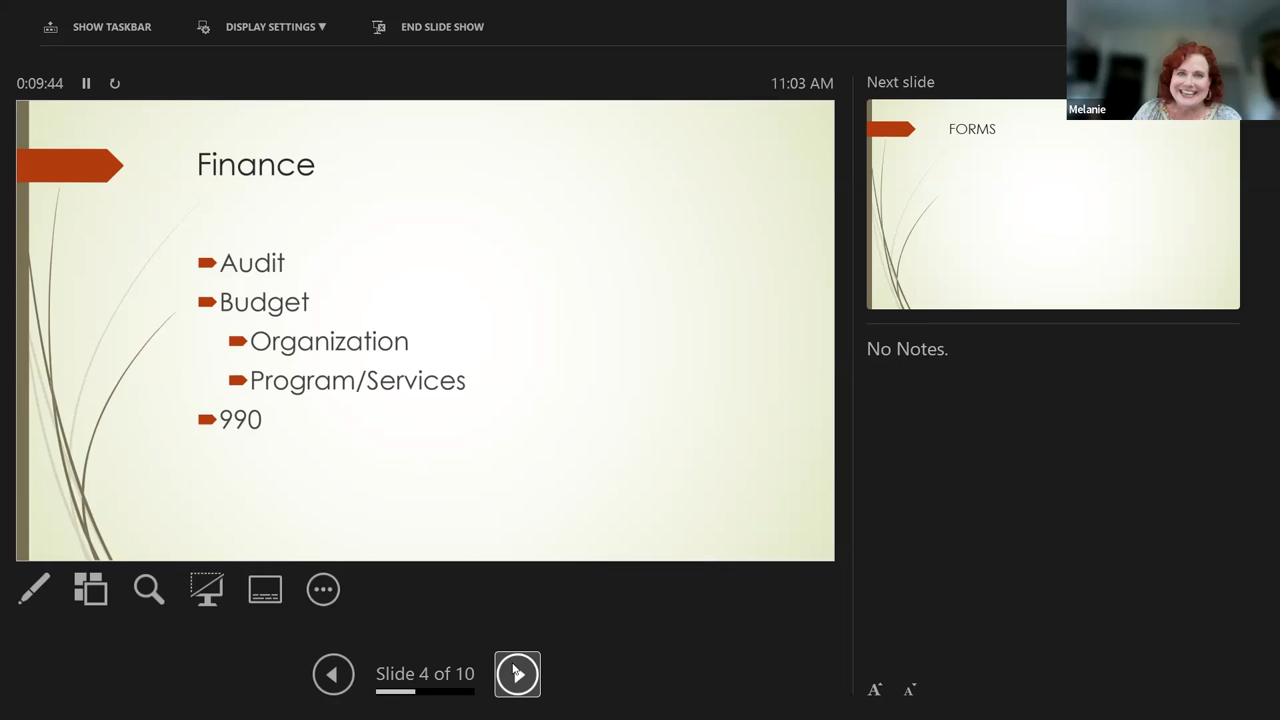 SHOW TASKBAR
DISPLAY SETTINGS ▼
END SLIDE SHOW
0:09:44
11:03 AM
Finance
Audit
Budget
Organization
Program/Services
990
Slide 4 of 10
Next slide
Melanie
FORMS
No Notes.
A A